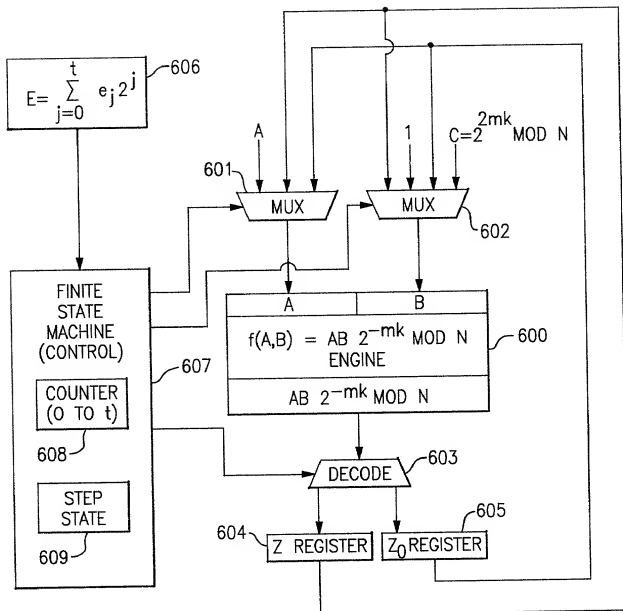 606
t
E= ∑ e_j 2^j
j=0
A
1
C=2^2mk MOD N
601
MUX
MUX
602
FINITE
STATE
MACHINE
(CONTROL)
607
COUNTER
(0 TO t)
608
STEP
STATE
609
A B
f(A,B) = AB 2^-mk MOD N
ENGINE
600
AB 2^-mk MOD N
DECODE
603
604
Z REGISTER
605
Z_0 REGISTER